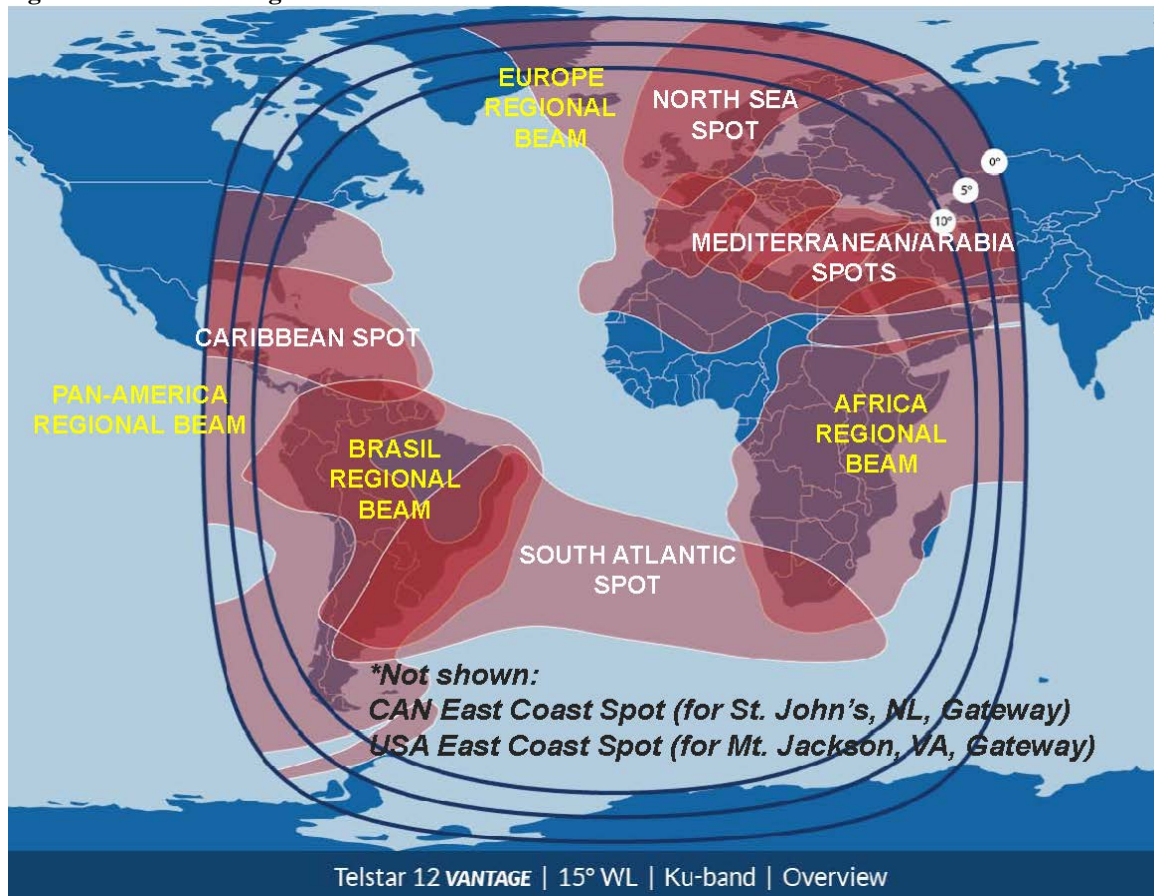 EUROPE
REGIONAL
BEAM
NORTH SEA
SPOT
0°
5°
10°
MEDITERRANEAN/ARABIA
SPOTS
CARIBBEAN SPOT
PAN-AMERICA
REGIONAL BEAM
AFRICA
REGIONAL
BEAM
BRASIL
REGIONAL
BEAM
SOUTH ATLANTIC
SPOT
*Not shown:
CAN East Coast Spot (for St. John's, NL, Gateway)
USA East Coast Spot (for Mt. Jackson, VA, Gateway)
Telstar 12 VANTAGE | 15° WL | Ku-band | Overview